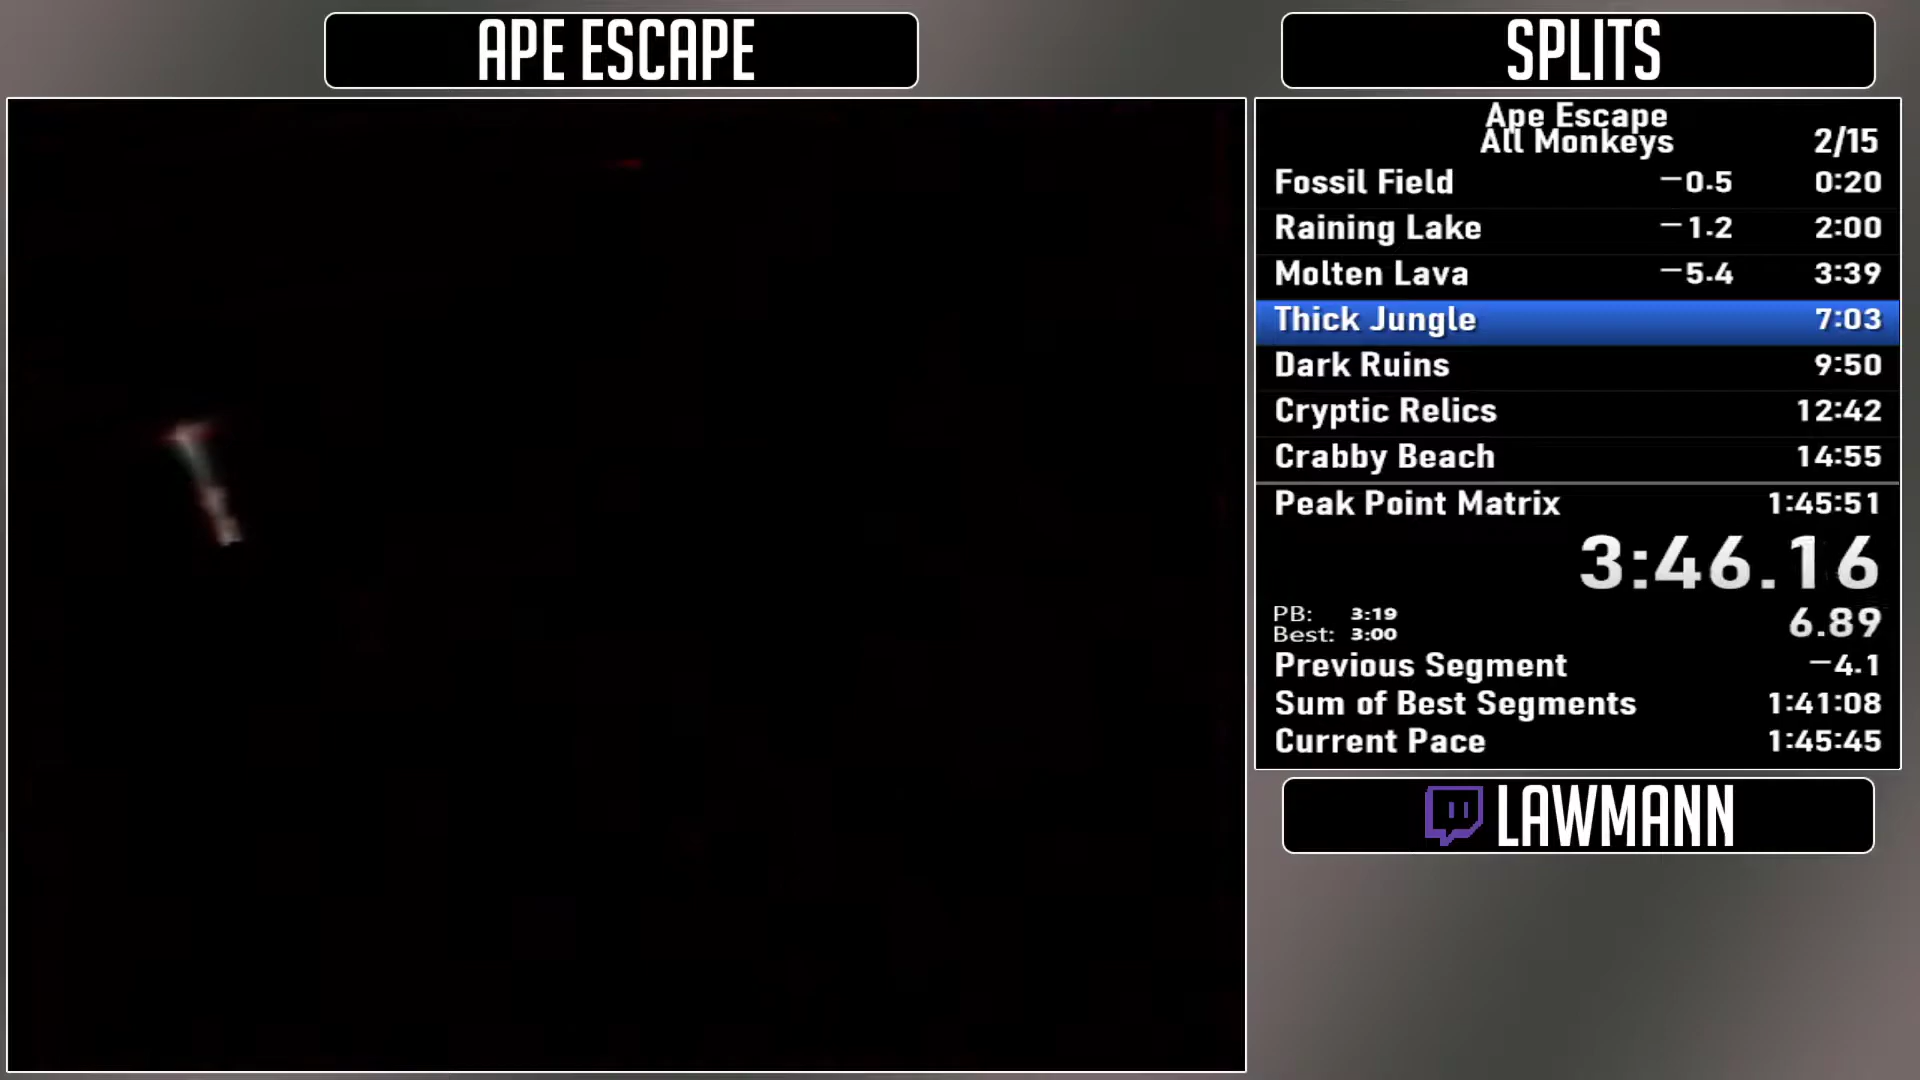 APE ESCAPE
SPLITS
Ape Escape
All Monkeys 2/15
Fossil Field −0.5 0:20
Raining Lake −1.2 2:00
Molten Lava −5.4 3:39
Thick Jungle 7:03
Dark Ruins 9:50
Cryptic Relics 12:42
Crabby Beach 14:55
Peak Point Matrix 1:45:51
3:46.16
PB: 3:19 6.89
Best: 3:00
Previous Segment −4.1
Sum of Best Segments 1:41:08
Current Pace 1:45:45
LAWMANN